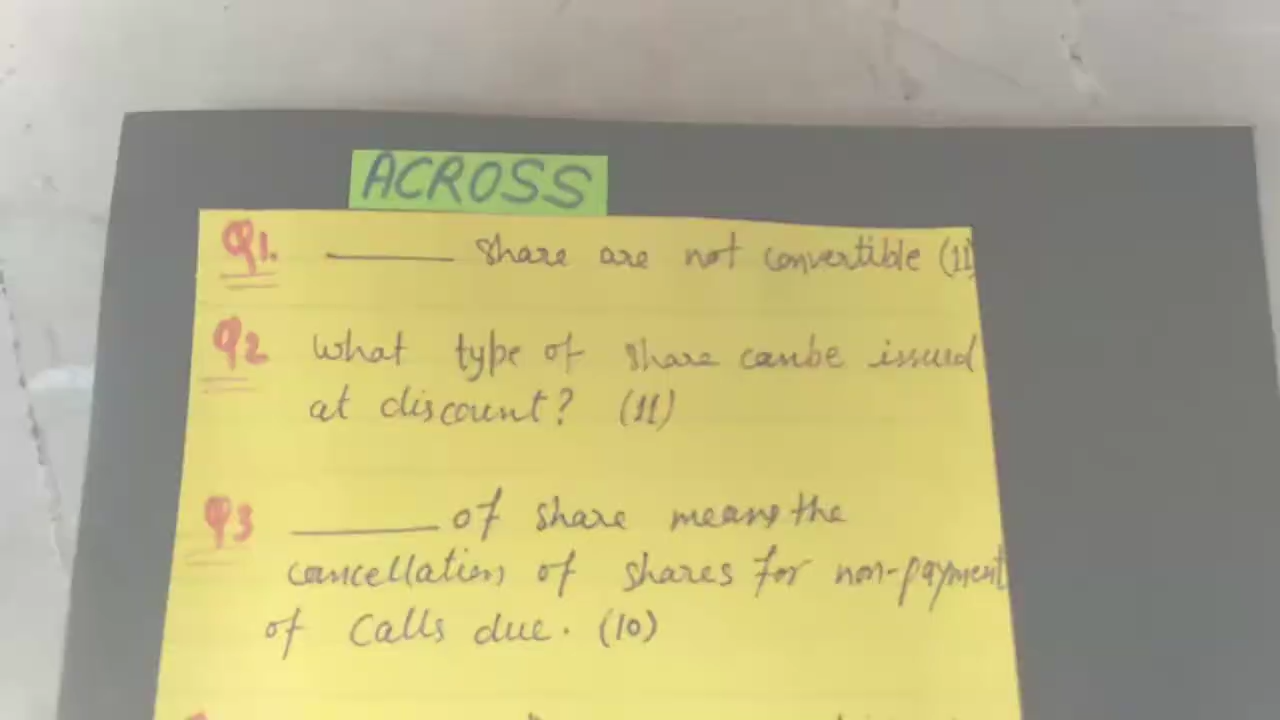 ACROSS
Q1. ______ share are not convertible (11)
Q2 what type of share canbe issued
at discount? (11)
Q3 ______ of share means the
cancellation of shares for non-payment
of calls due. (10)